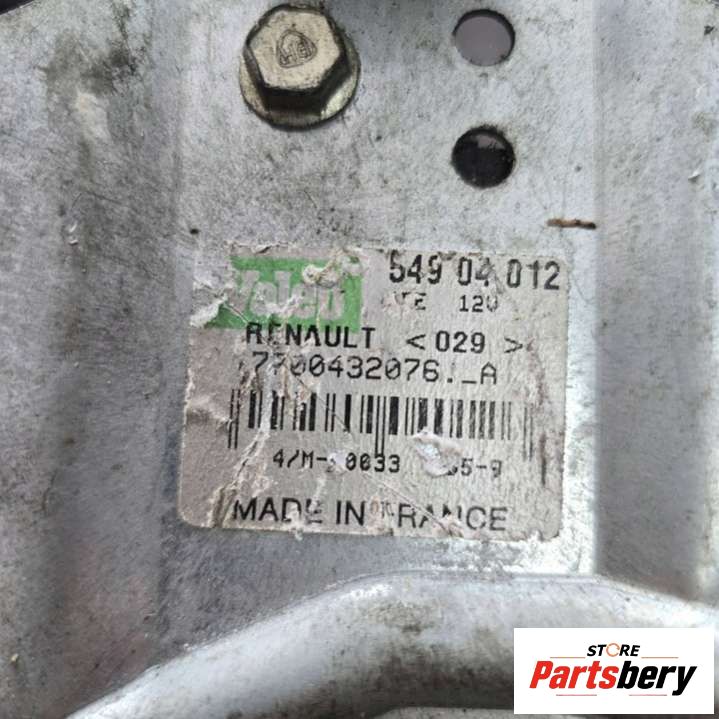 Valeo 549 04 012
12V
RENAULT <029>
7700432076._A
MADE IN FRANCE
STORE
Partsbery